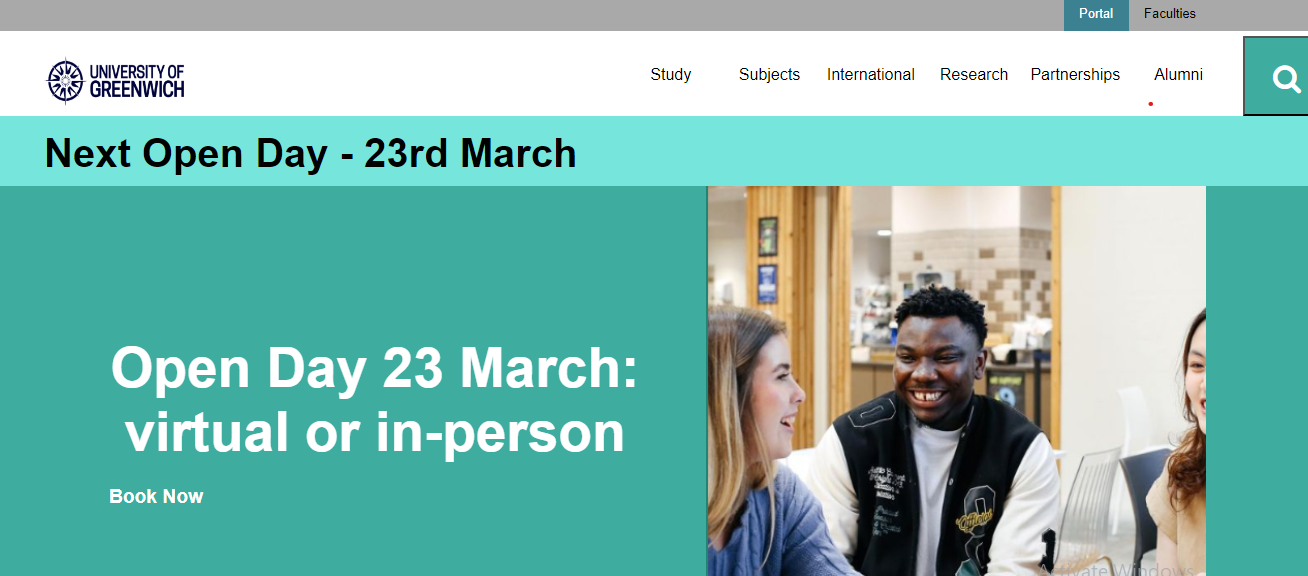 Portal Faculties
UNIVERSITY OF
GREENWICH
Study Subjects International Research Partnerships Alumni
Next Open Day - 23rd March
Open Day 23 March:
virtual or in-person
Book Now
Activate Windows